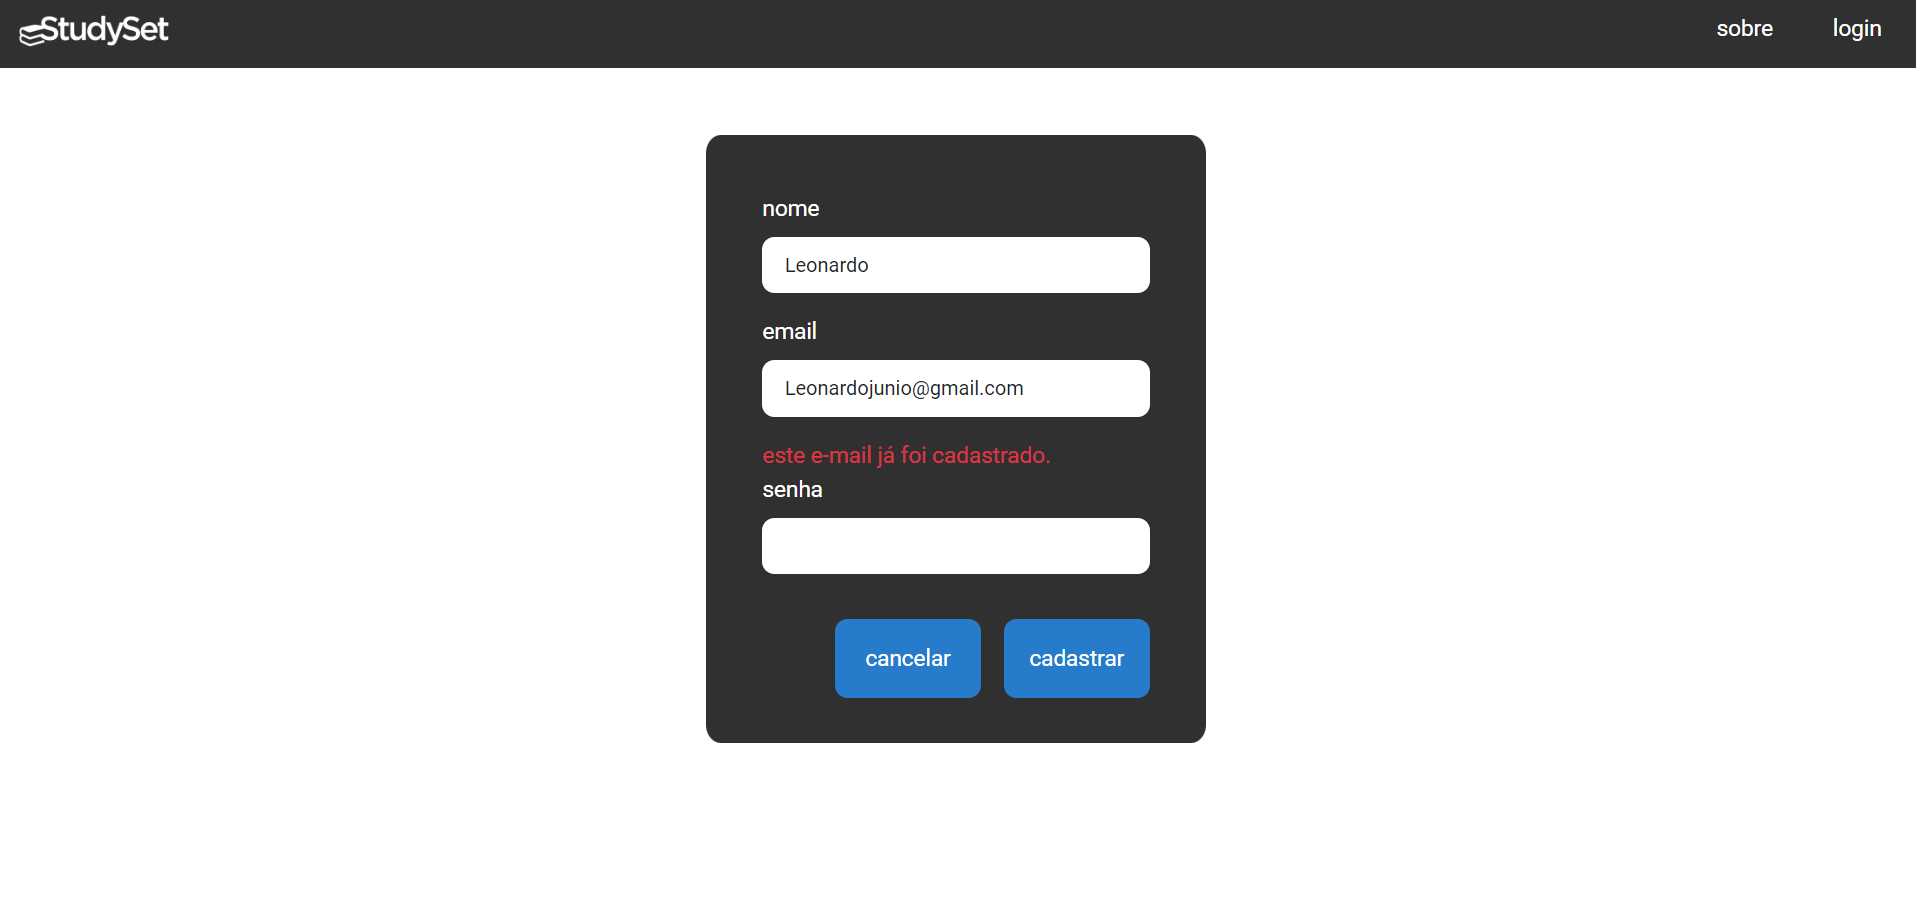 StudySet
sobre login
nome
Leonardo
email
Leonardojunio@gmail.com
este e-mail já foi cadastrado.
senha
cancelar cadastrar